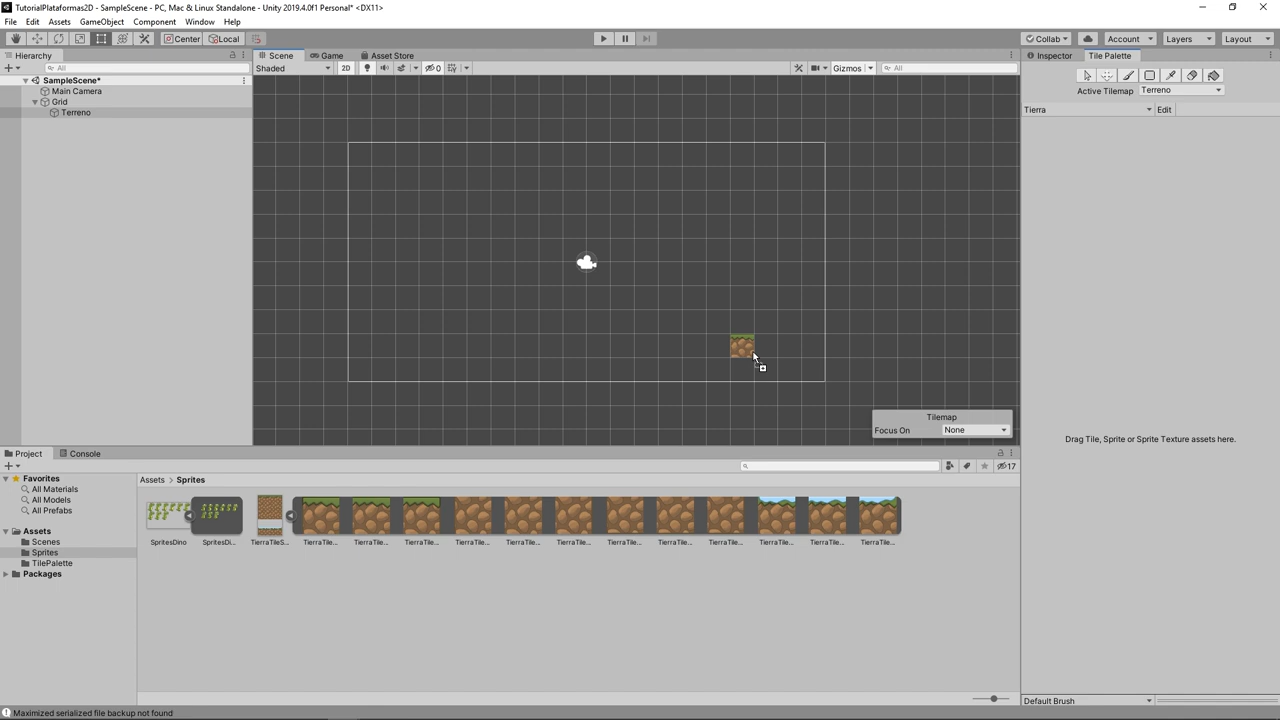 TutorialPlataformas2D - SampleScene - PC, Mac & Linux Standalone - Unity 2019.4.0f1 Personal* <DX11>
File Edit Assets GameObject Component Window Help
Center Local Collab Account Layers Layout
Hierarchy Scene Game Asset Store Inspector Tile Palette
All Shaded 2D 0 Gizmos All
SampleScene*
Main Camera
Grid
Terreno
Active Tilemap Terreno
Tierra Edit
Tilemap
Focus On None
Drag Tile, Sprite or Sprite Texture assets here.
Project Console
17
Favorites
All Materials
All Models
All Prefabs
Assets
Scenes
Sprites
TilePalette
Packages
Assets > Sprites
SpritesDino SpritesDi... TierraTileS... TierraTile... TierraTile... TierraTile... TierraTile... TierraTile... TierraTile... TierraTile... TierraTile... TierraTile... TierraTile... TierraTile... TierraTile...
Default Brush
Maximized serialized file backup not found